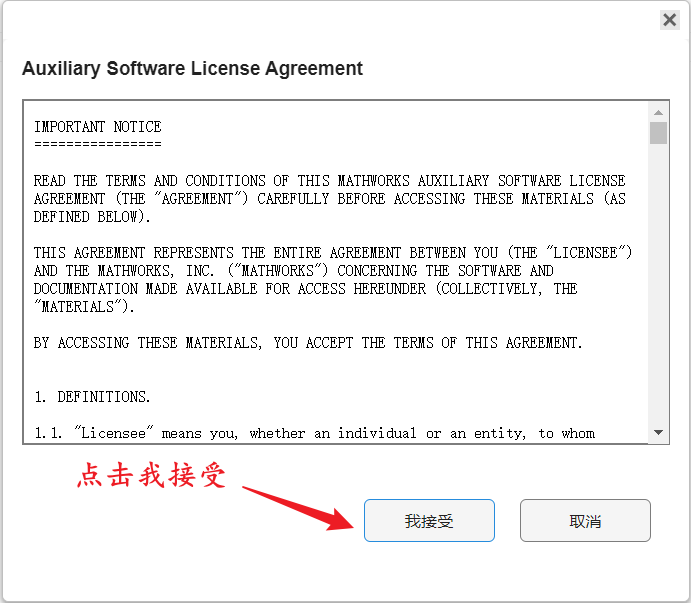 Auxiliary Software License Agreement
IMPORTANT NOTICE
================
READ THE TERMS AND CONDITIONS OF THIS MATHWORKS AUXILIARY SOFTWARE LICENSE
AGREEMENT (THE "AGREEMENT") CAREFULLY BEFORE ACCESSING THESE MATERIALS (AS
DEFINED BELOW).
THIS AGREEMENT REPRESENTS THE ENTIRE AGREEMENT BETWEEN YOU (THE "LICENSEE")
AND THE MATHWORKS, INC. ("MATHWORKS") CONCERNING THE SOFTWARE AND
DOCUMENTATION MADE AVAILABLE FOR ACCESS HEREUNDER (COLLECTIVELY, THE
"MATERIALS").
BY ACCESSING THESE MATERIALS, YOU ACCEPT THE TERMS OF THIS AGREEMENT.
1. DEFINITIONS.
1.1. "Licensee" means you, whether an individual or an entity, to whom
点击我接受
我接受
取消